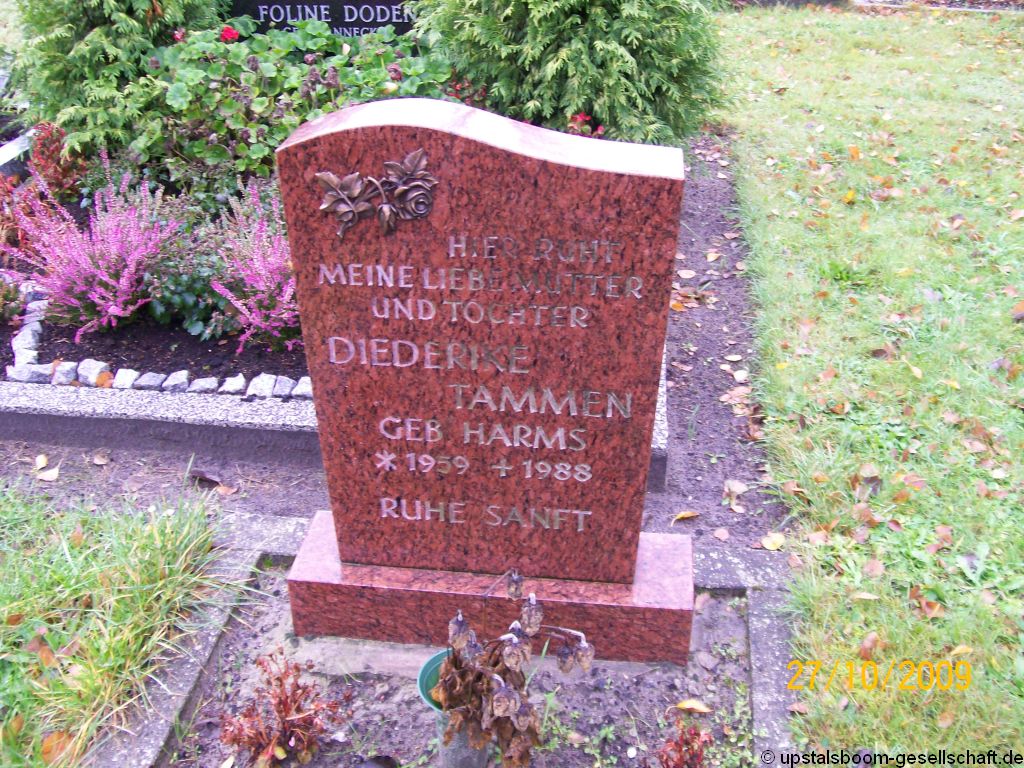 FOLINE DODEN
HIER RUHT
MEINE LIEBE MUTTER
UND TOCHTER
DIEDERIKE
TAMMEN
GEB HARMS
* 1959 + 1988
RUHE SANFT
27/10/2009
© upstalsboom-gesellschaft.de